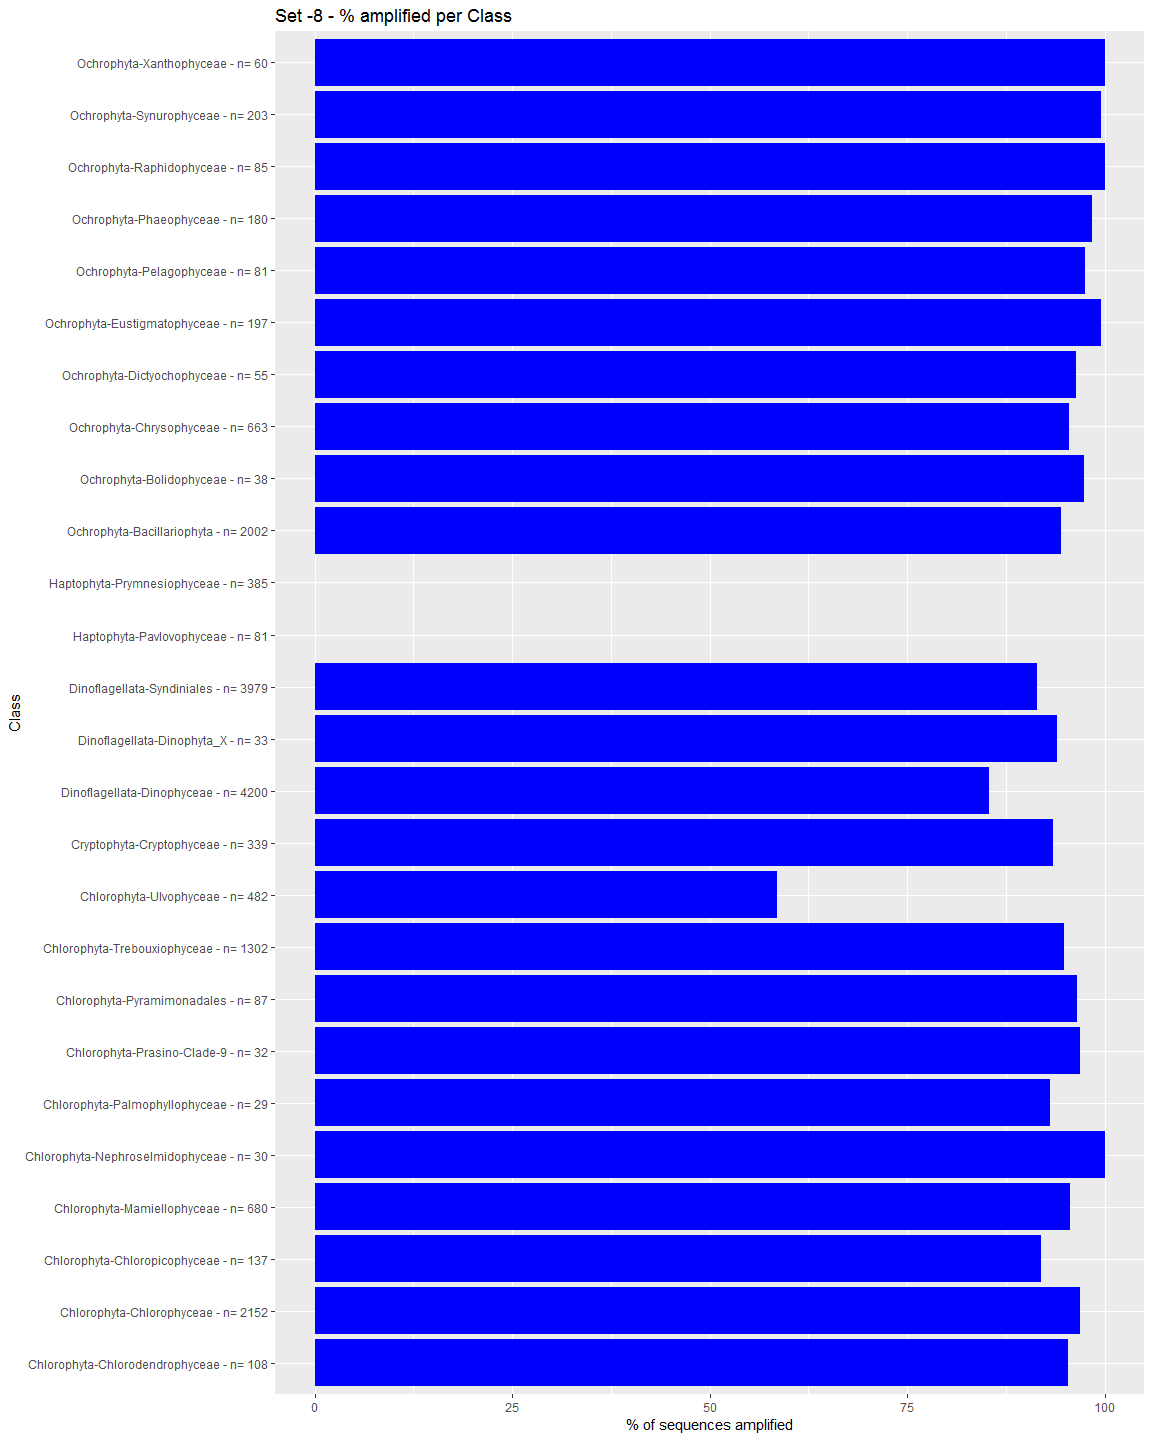 Set -8 - % amplified per Class
Ochrophyta-Xanthophyceae - n= 60
Ochrophyta-Synurophyceae - n= 203
Ochrophyta-Raphidophyceae - n= 85
Ochrophyta-Phaeophyceae - n= 180
Ochrophyta-Pelagophyceae - n= 81
Ochrophyta-Eustigmatophyceae - n= 197
Ochrophyta-Dictyochophyceae - n= 55
Ochrophyta-Chrysophyceae - n= 663
Ochrophyta-Bolidophyceae - n= 38
Ochrophyta-Bacillariophyta - n= 2002
Haptophyta-Prymnesiophyceae - n= 385
Haptophyta-Pavlovophyceae - n= 81
Dinoflagellata-Syndiniales - n= 3979
Dinoflagellata-Dinophyta_X - n= 33
Dinoflagellata-Dinophyceae - n= 4200
Cryptophyta-Cryptophyceae - n= 339
Chlorophyta-Ulvophyceae - n= 482
Chlorophyta-Trebouxiophyceae - n= 1302
Chlorophyta-Pyramimonadales - n= 87
Chlorophyta-Prasino-Clade-9 - n= 32
Chlorophyta-Palmophyllophyceae - n= 29
Chlorophyta-Nephroselmidophyceae - n= 30
Chlorophyta-Mamiellophyceae - n= 680
Chlorophyta-Chloropicophyceae - n= 137
Chlorophyta-Chlorophyceae - n= 2152
Chlorophyta-Chlorodendrophyceae - n= 108
Class
0 25 50 75 100
% of sequences amplified